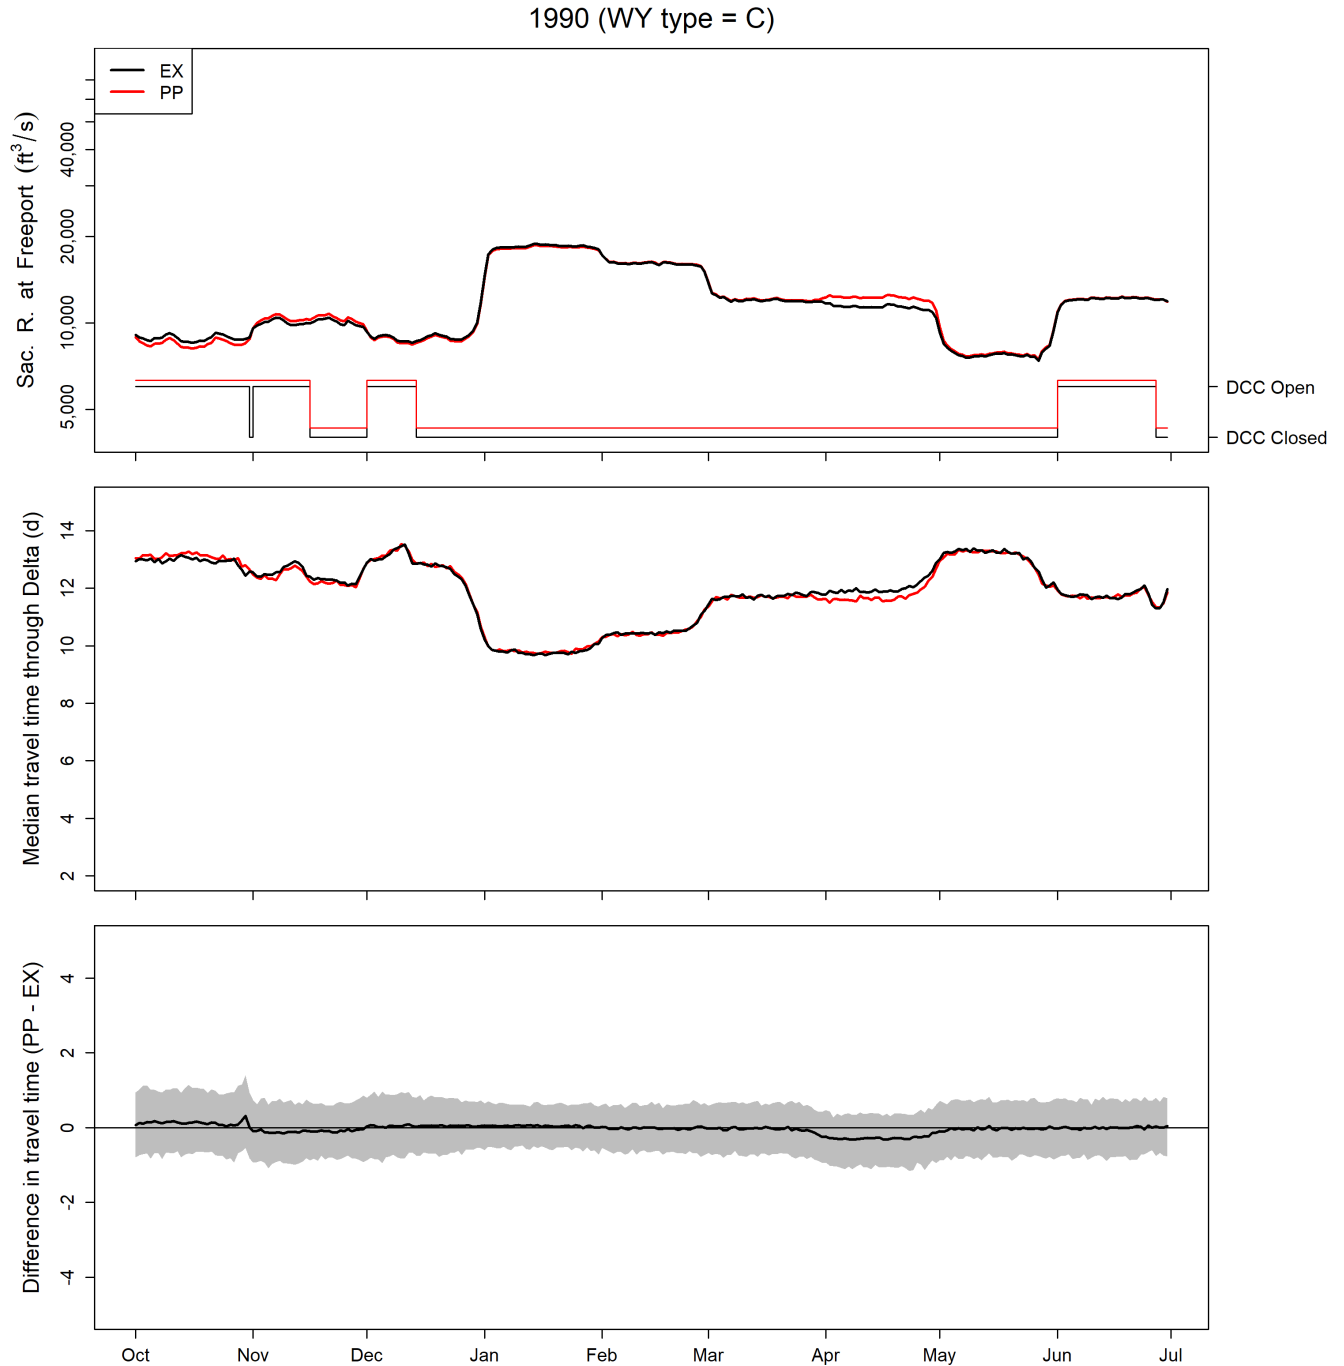 1990 (WY type = C)
EX
PP
Sac. R. at Freeport (ft³/s)
40,000
20,000
10,000
5,000
DCC Open
DCC Closed
Median travel time through Delta (d)
14
12
10
8
6
4
2
Difference in travel time (PP - EX)
4
2
0
-2
-4
Oct Nov Dec Jan Feb Mar Apr May Jun Jul